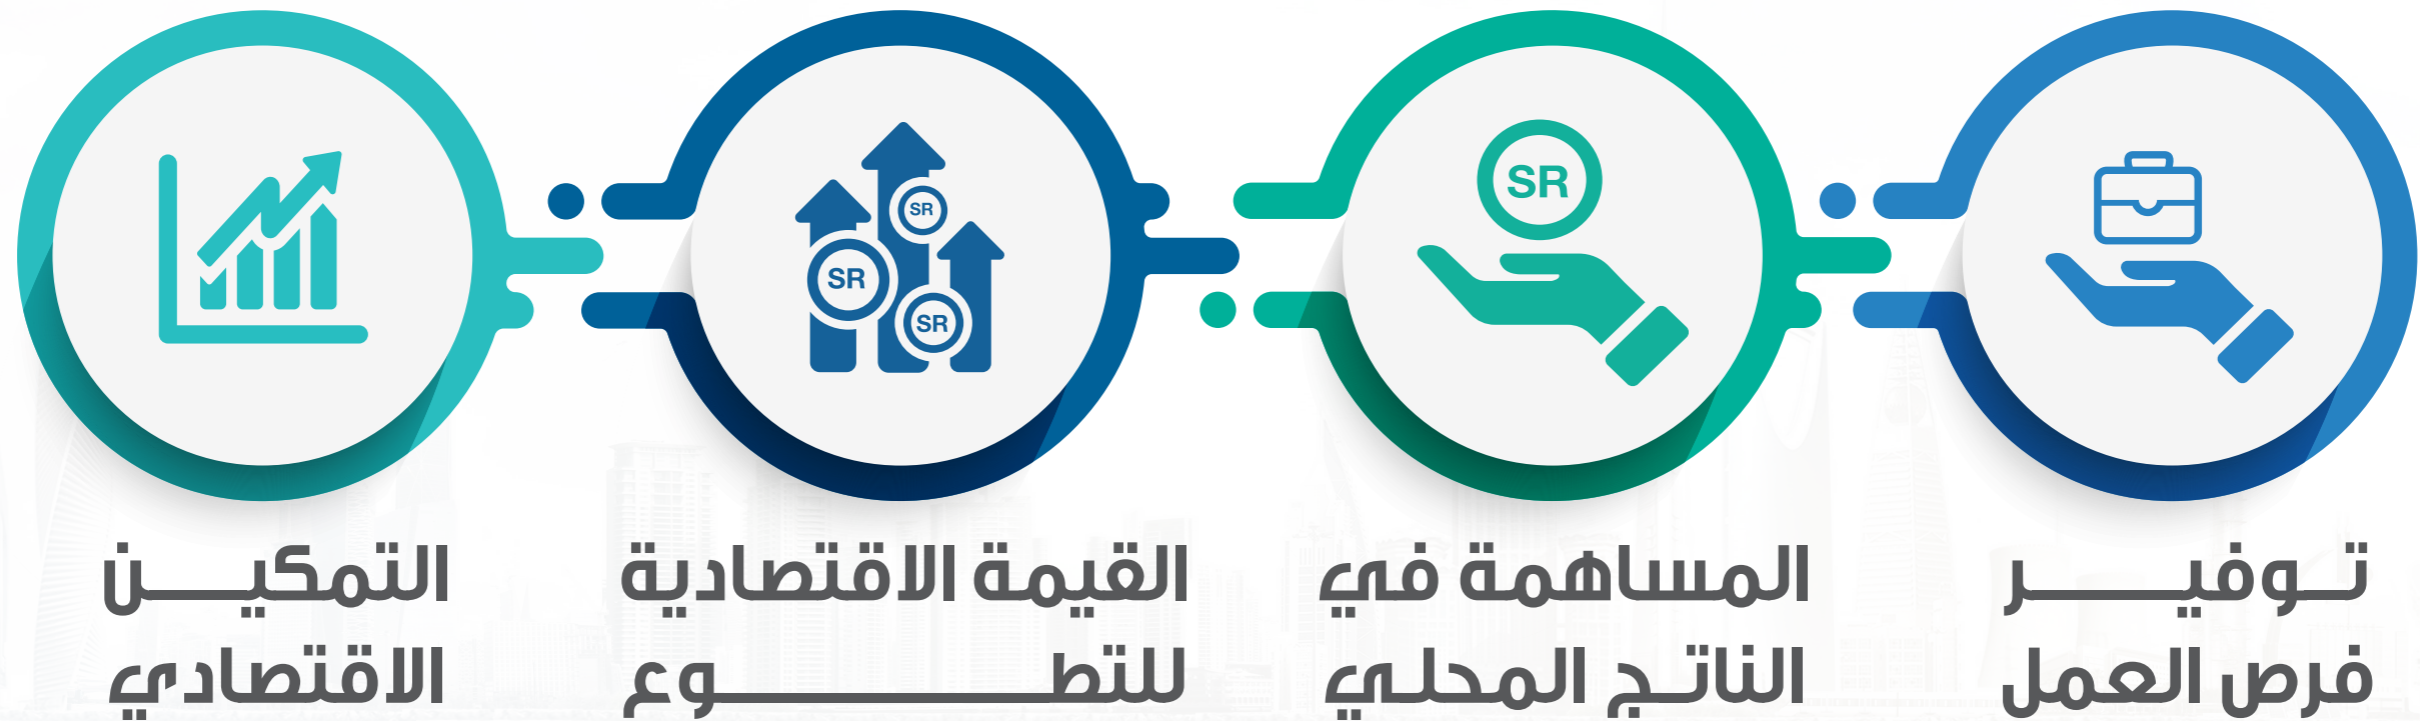 توفير
فرص العمل
SR
المساهمة في
الناتج المحلي
SR
SR
SR
القيمة الاقتصادية
للتطوع
التمكين
الاقتصادي